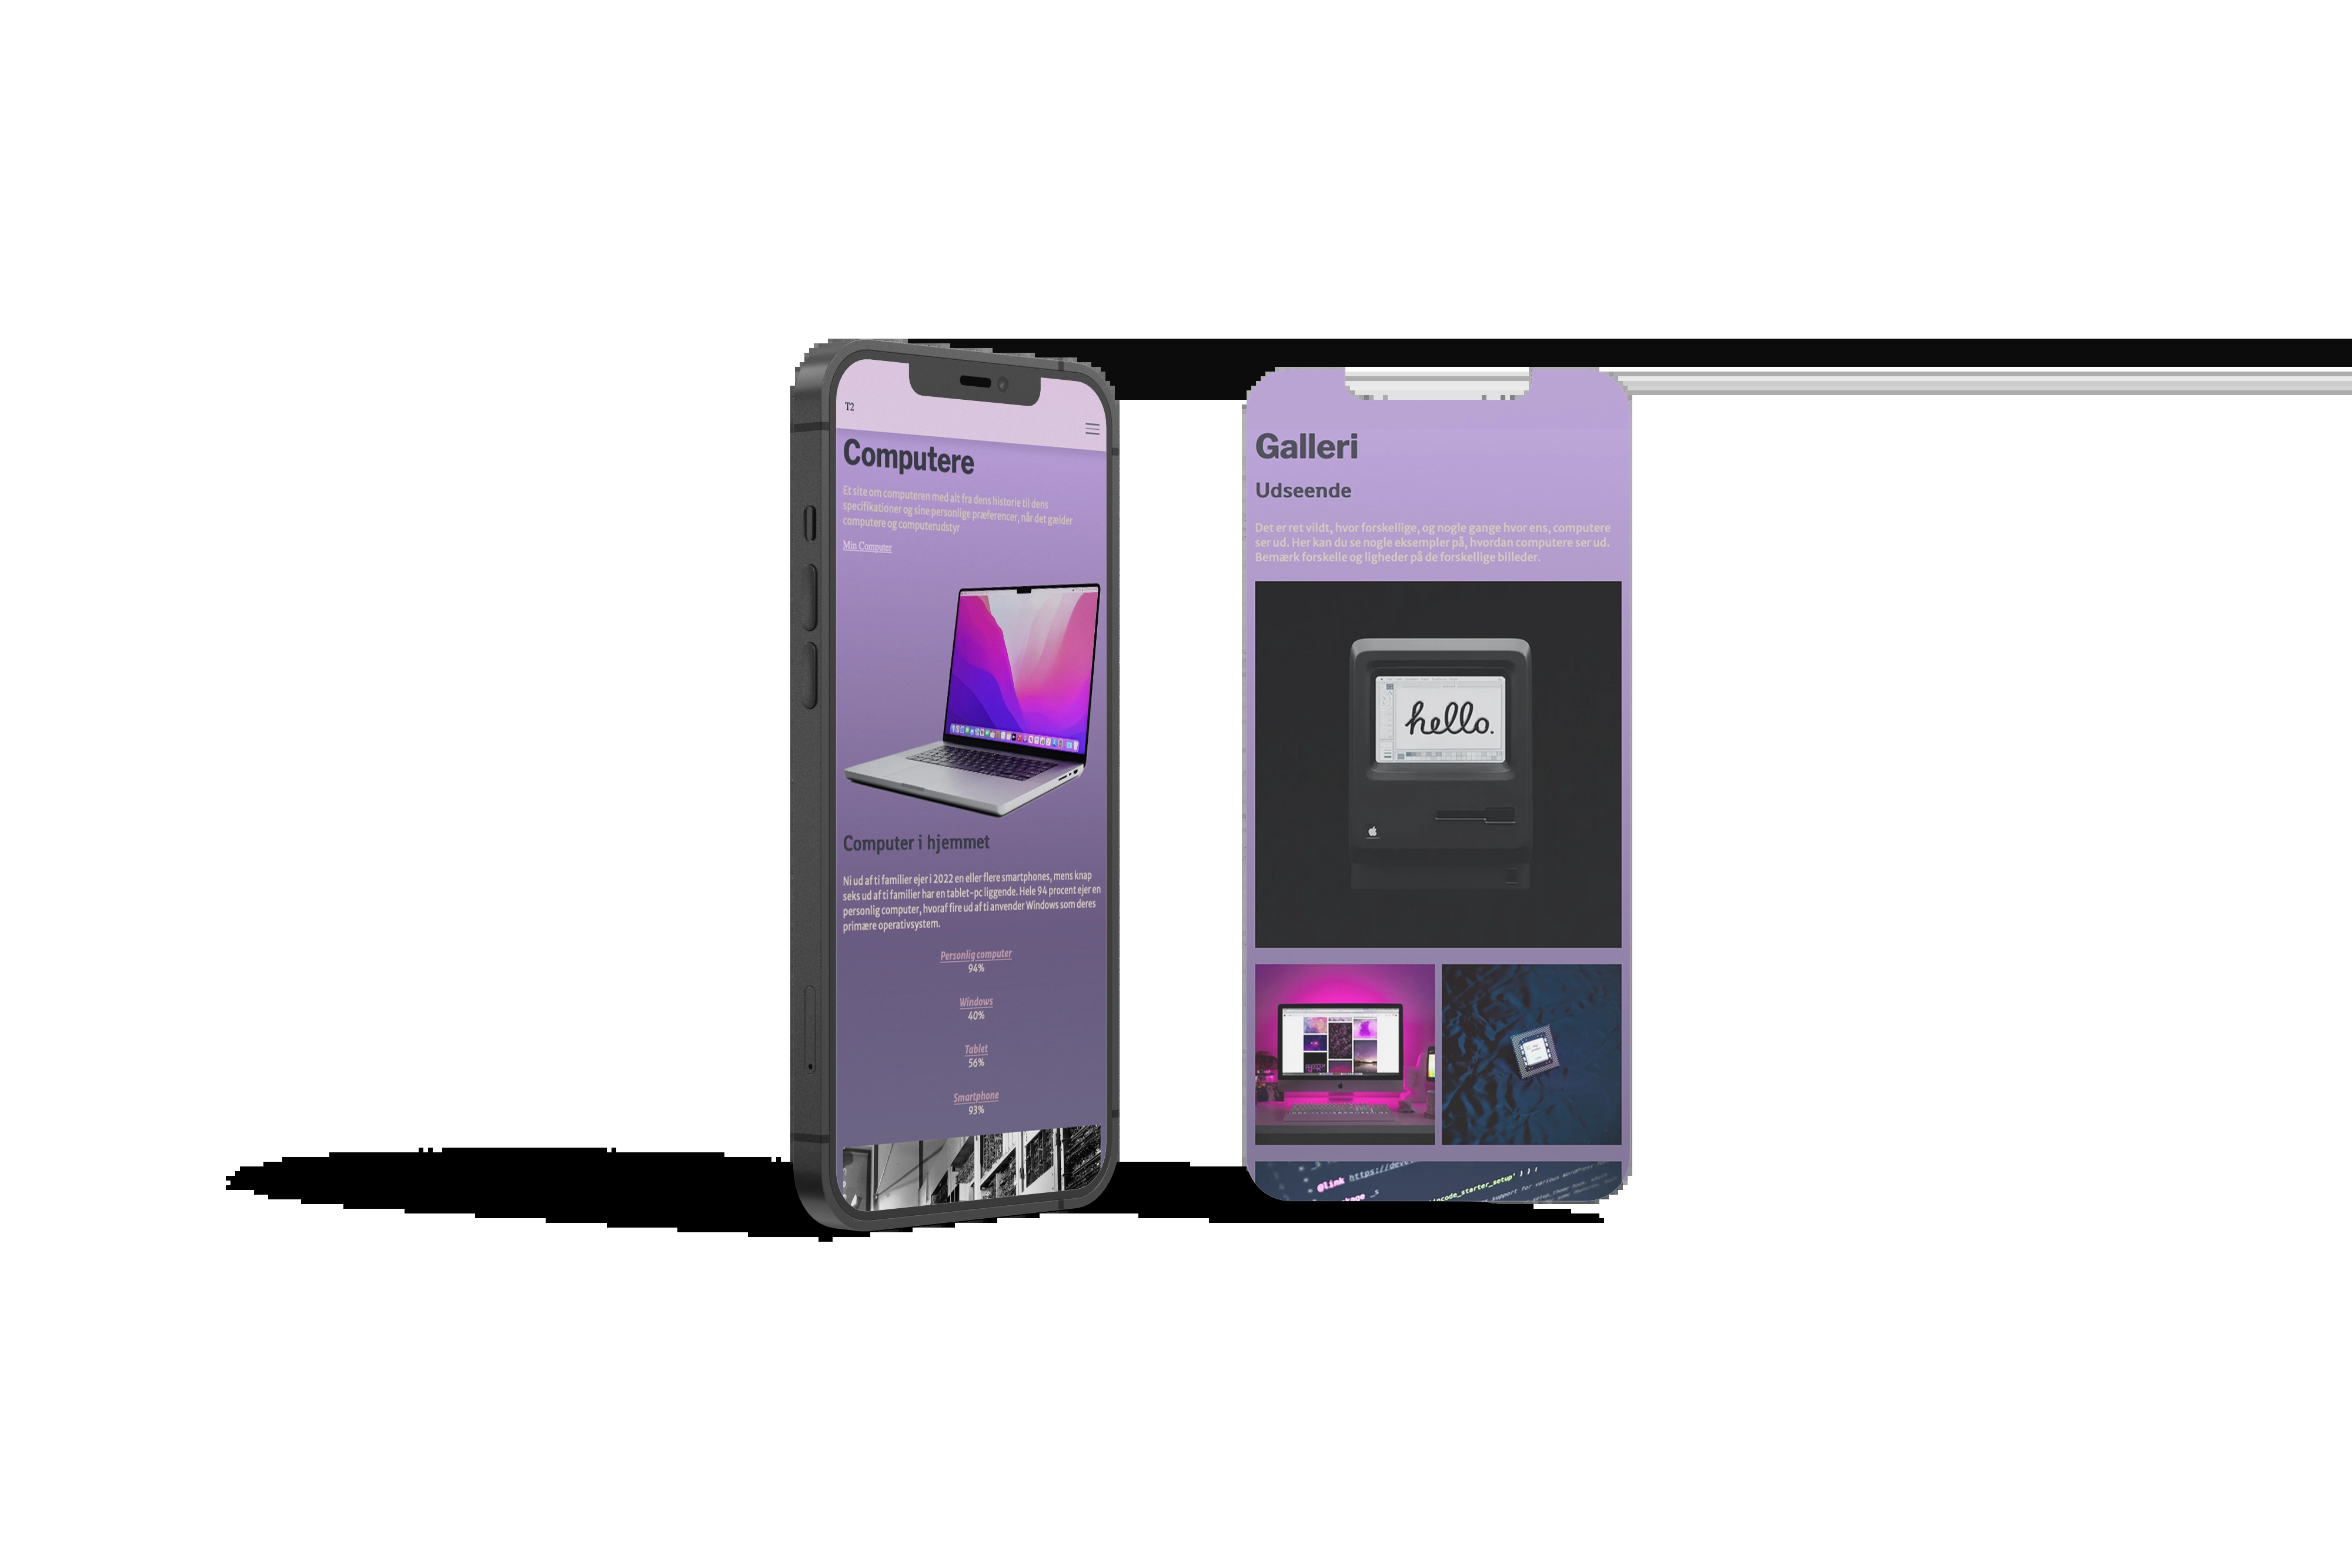 T2
Computere
Et site om computeren med alt fra dens historie til dens
specifikationer og sine personlige præferencer, når det gælder
computere og computerudstyr
Min Computer
Computer i hjemmet
Ni ud af ti familier ejer i 2022 en eller flere smartphones, mens knap
seks ud af ti familier har en tablet-pc liggende. Hele 94 procent ejer en
personlig computer, hvoraf fire ud af ti anvender Windows som deres
primære operativsystem.
Personlig computer
94%
Windows
40%
Tablet
56%
Smartphone
93%
Galleri
Udseende
Det er ret vildt, hvor forskellige, og nogle gange hvor ens, computere
ser ud. Her kan du se nogle eksempler på, hvordan computere ser ud.
Bemærk forskelle og ligheder på de forskellige billeder.
hello.
@link https://deve